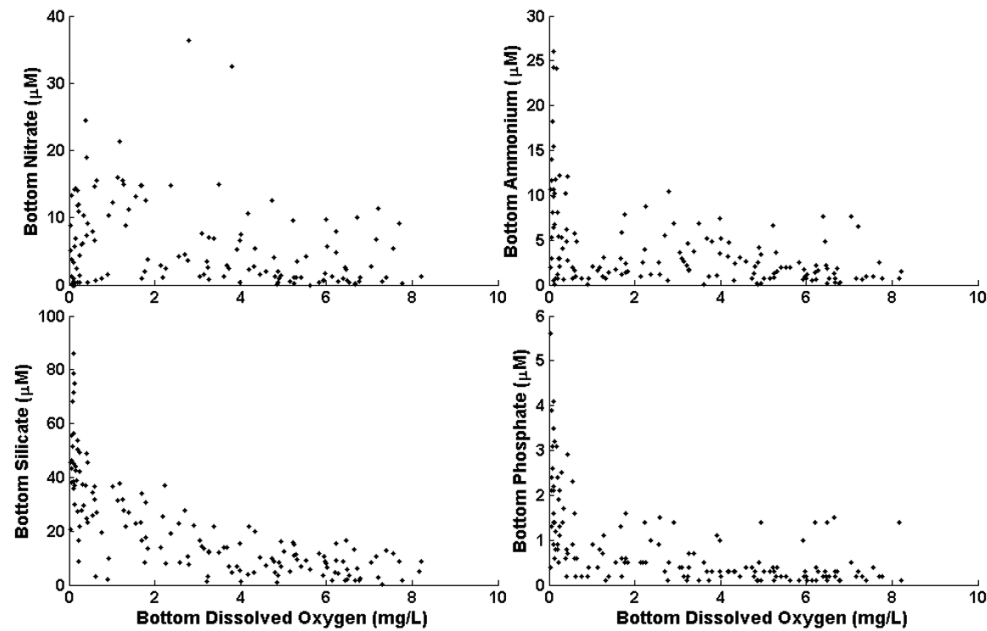 40
30
20
10
0
Bottom Nitrate (μM)
0 2 4 6 8 10
30
25
20
15
10
5
0
Bottom Ammonium (μM)
0 2 4 6 8 10
100
80
60
40
20
0
Bottom Silicate (μM)
0 2 4 6 8 10
Bottom Dissolved Oxygen (mg/L)
6
5
4
3
2
1
0
Bottom Phosphate (μM)
0 2 4 6 8 10
Bottom Dissolved Oxygen (mg/L)